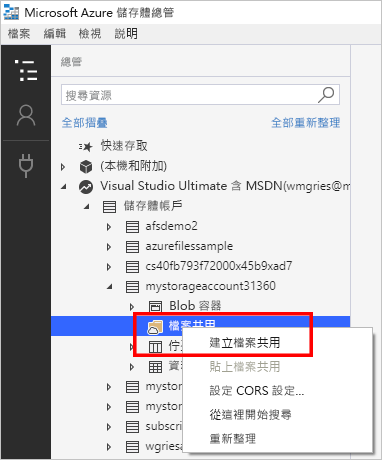 Microsoft Azure 儲存體總管
檔案 編輯 檢視 説明
總管
搜尋資源
全部摺疊 全部重新整理
快速存取
(本機和附加)
Visual Studio Ultimate 含 MSDN(wmgries@m
儲存體帳戶
afsdemo2
azurefilessample
cs40fb793f72000x45b9xad7
mystorageaccount31360
Blob 容器
檔案共用
佇
資
mystor
mystor
subscri
wgries
建立檔案共用
貼上檔案共用
設定 CORS 設定...
從這裡開始搜尋
重新整理